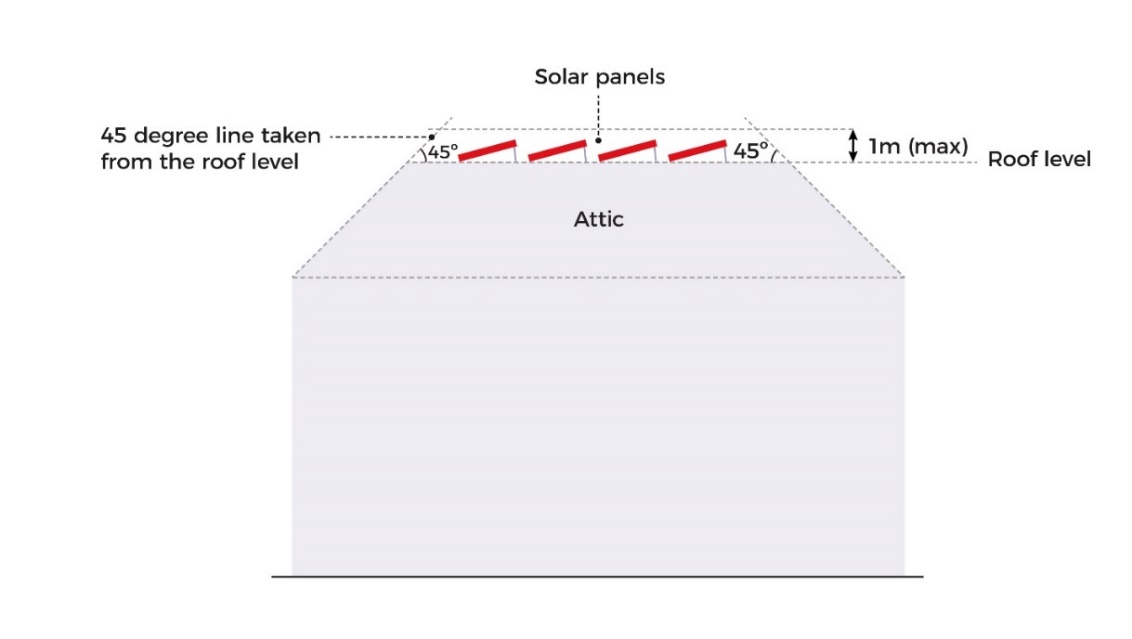 Solar panels
45 degree line taken
from the roof level
45°
45°
1m (max)
Roof level
Attic